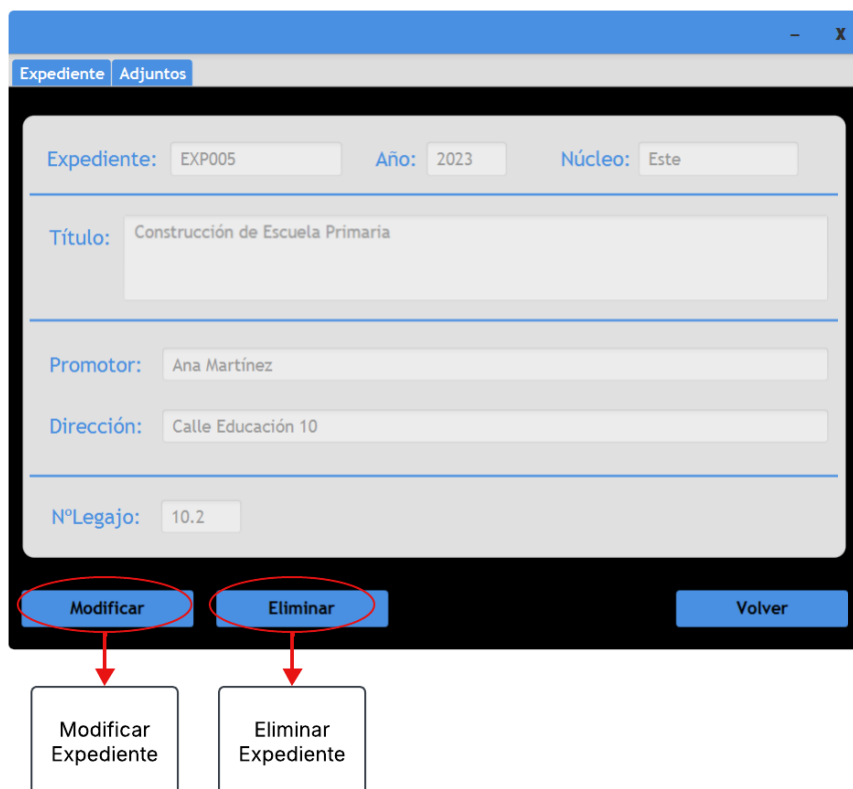 – X
Expediente Adjuntos
Expediente: EXP005 Año: 2023 Núcleo: Este
Título: Construcción de Escuela Primaria
Promotor: Ana Martínez
Dirección: Calle Educación 10
NºLegajo: 10.2
Modificar Eliminar Volver
Modificar
Expediente
Eliminar
Expediente